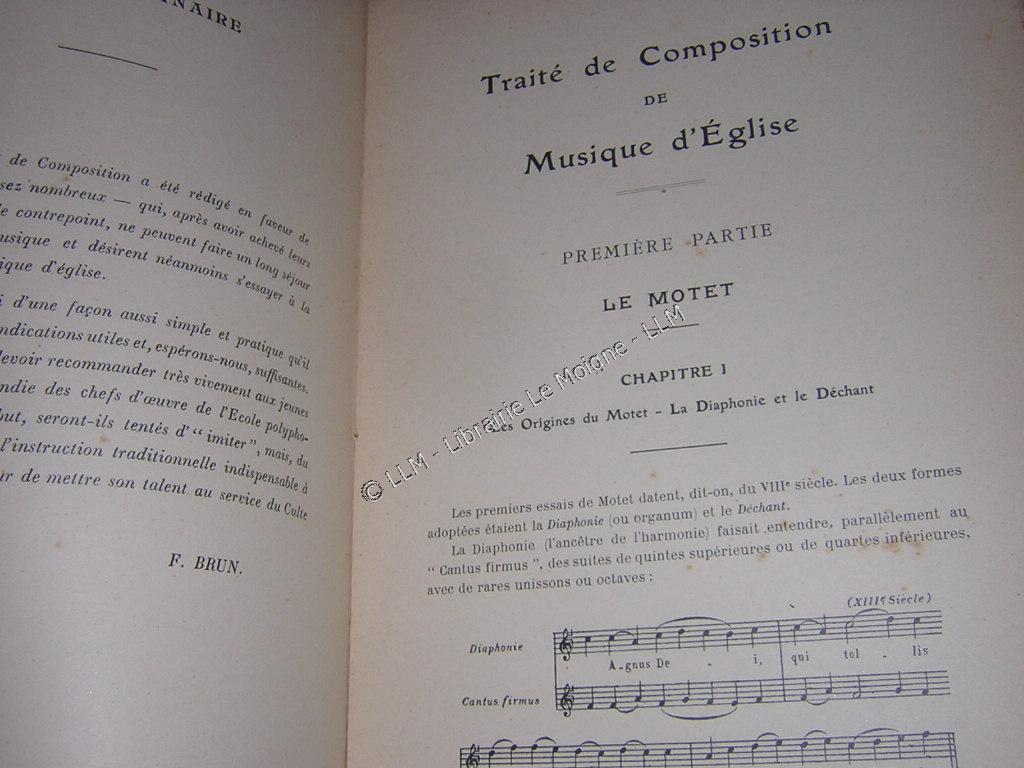 NAIRE
de Composition a été rédigé en faveur de
sez nombreux — qui, après avoir achevé leurs
e contrepoint, ne peuvent faire un long séjour
usique et désirent néanmoins s'essayer à la
ique d'église.
i d'une façon aussi simple et pratique qu'il
ndications utiles et, espérons-nous, suffisantes.
evoir recommander très vivement aux jeunes
ndie des chefs d'œuvre de l'Ecole polypho-
but, seront-ils tentés d' “ imiter ”, mais, du
l'instruction traditionnelle indispensable à
ur de mettre son talent au service du Culte
F. BRUN.
Traité de Composition
DE
Musique d'Église
PREMIÈRE PARTIE
LE MOTET
CHAPITRE I
Les Origines du Motet - La Diaphonie et le Déchant
Les premiers essais de Motet datent, dit-on, du VIIIe siècle. Les deux formes
adoptées étaient la Diaphonie (ou organum) et le Déchant.
La Diaphonie (l'ancêtre de l'harmonie) faisait entendre, parallèlement au
“ Cantus firmus ”, des suites de quintes supérieures ou de quartes inférieures,
avec de rares unissons ou octaves :
(XIIIe Siècle)
Diaphonie
A-gnus De - i, qui tol - lis
Cantus firmus
© LLM - Librairie Le Moigne - LLM